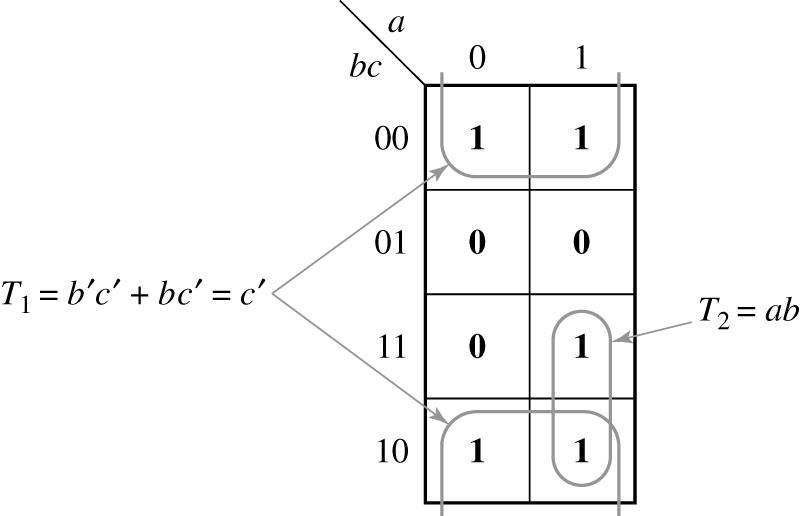 a
bc
0 1
00 1 1
01 0 0
T₁ = b′c′ + bc′ = c′
T₂ = ab
11 0 1
10 1 1